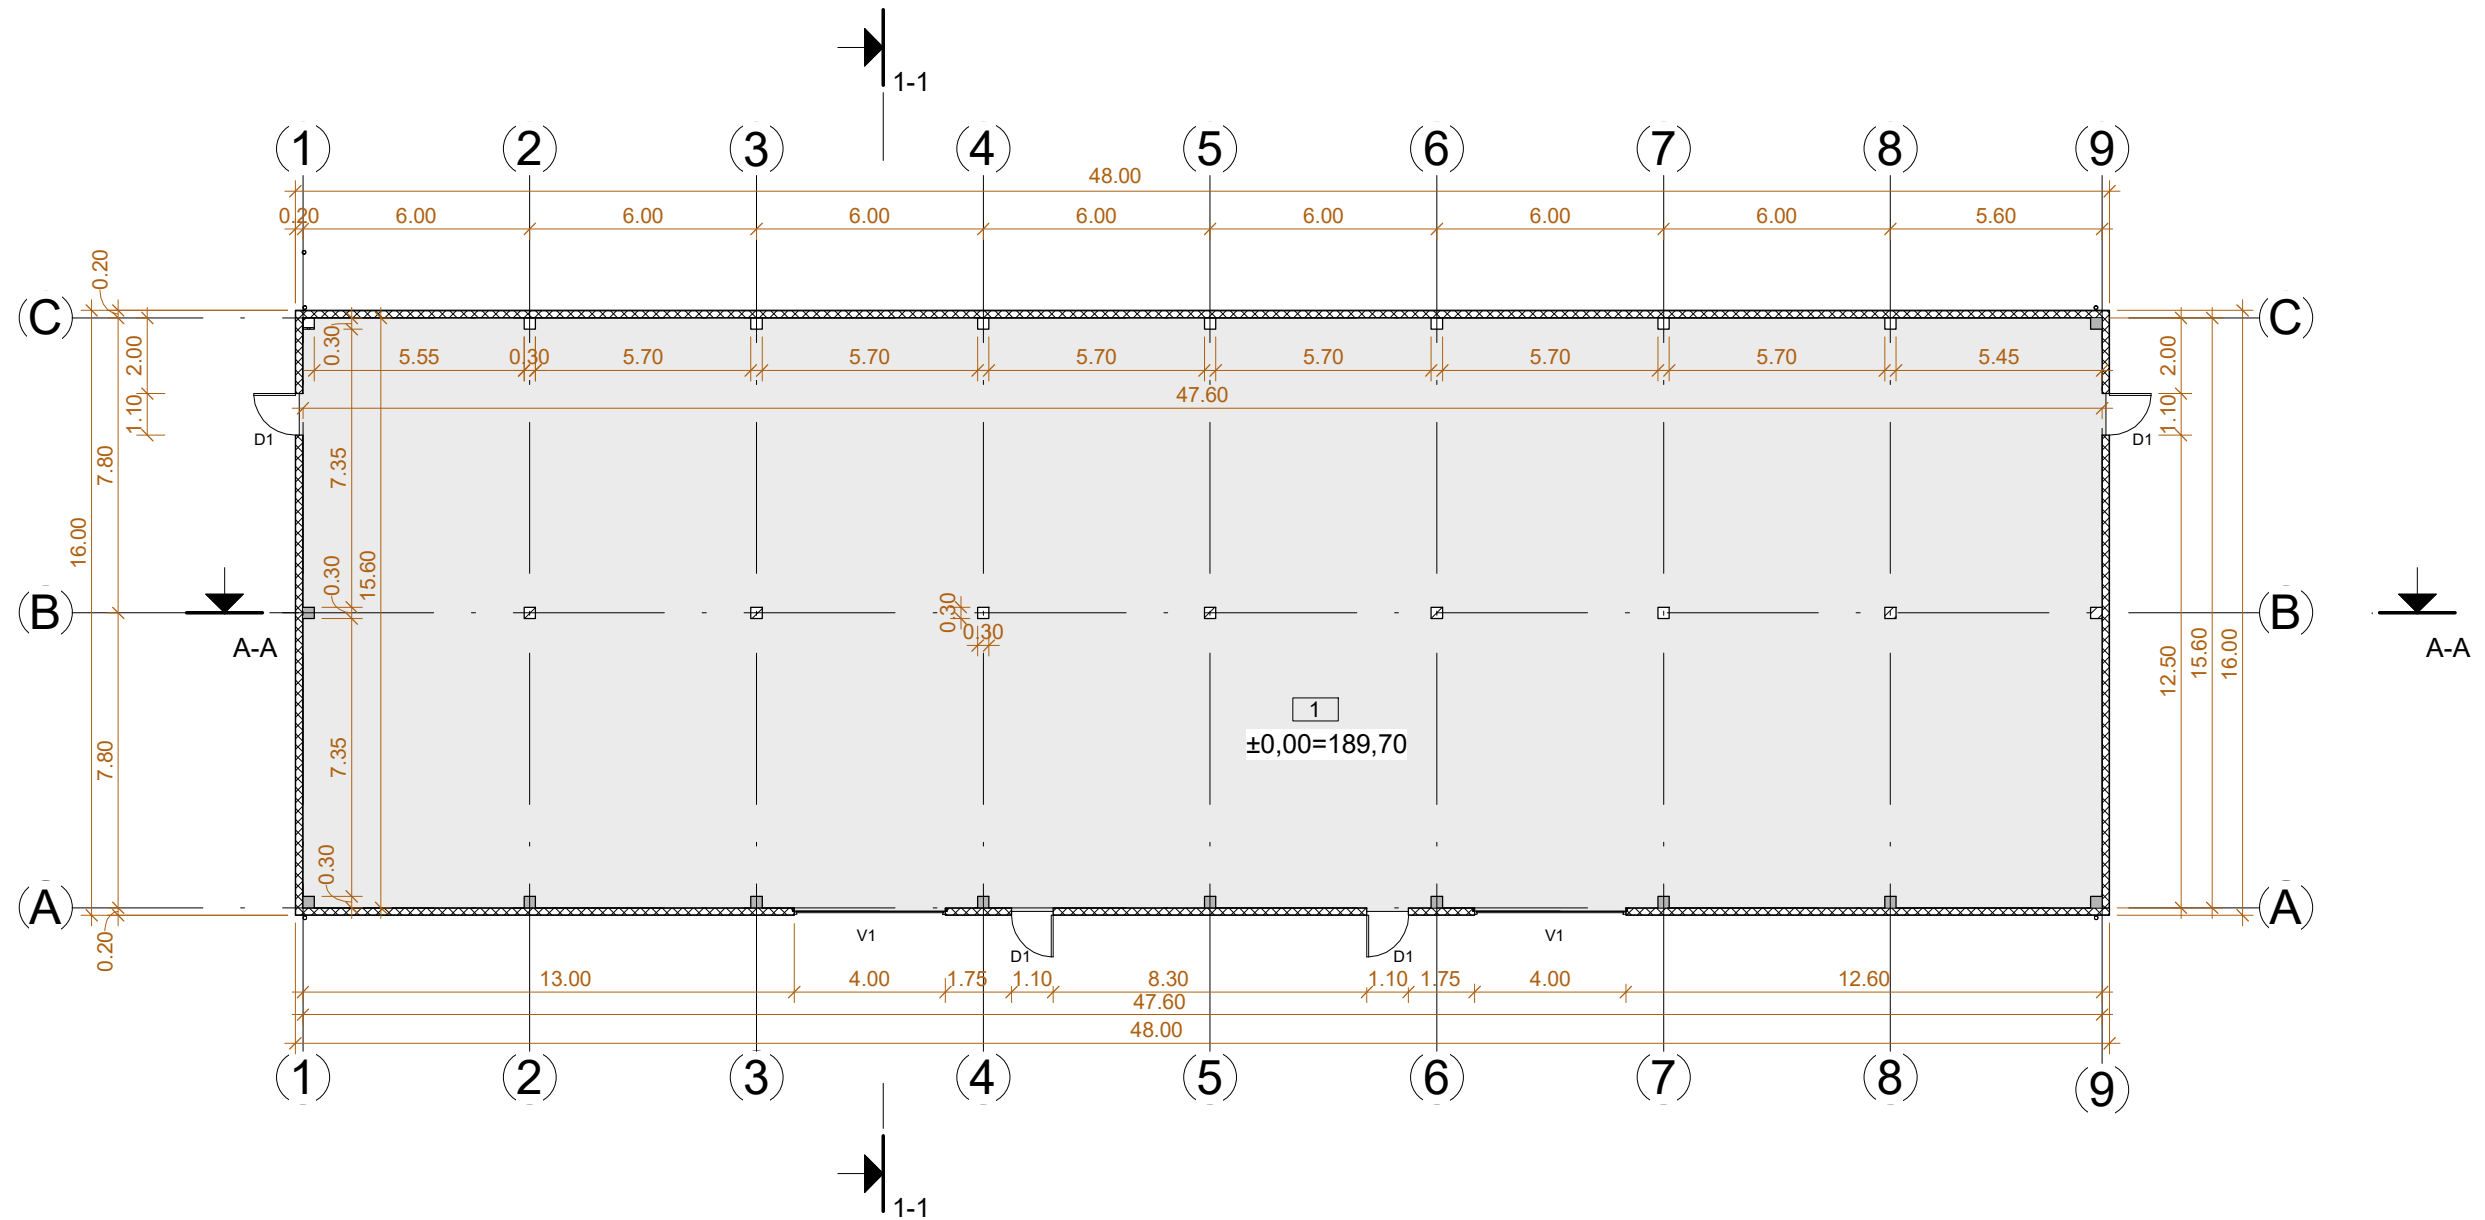 1-1
(1) (2) (3) (4) (5) (6) (7) (8) (9)
48.00
0.20 6.00 6.00 6.00 6.00 6.00 6.00 6.00 5.60
0.20
(C) (C)
0.30 2.00 2.00
5.55 0.30 5.70 5.70 5.70 5.70 5.70 5.70 5.45
47.60
1.10 1.10
D1 D1
7.80 7.35
16.00 0.30 15.60
(B) (B)
0.30
0.30
A-A A-A
12.50 15.60 16.00
1
±0,00=189,70
7.80 7.35
0.30
(A) (A)
0.20
V1 V1
D1 D1
13.00 4.00 1.75 1.10 8.30 1.10 1.75 4.00 12.60
47.60
48.00
(1) (2) (3) (4) (5) (6) (7) (8) (9)
1-1